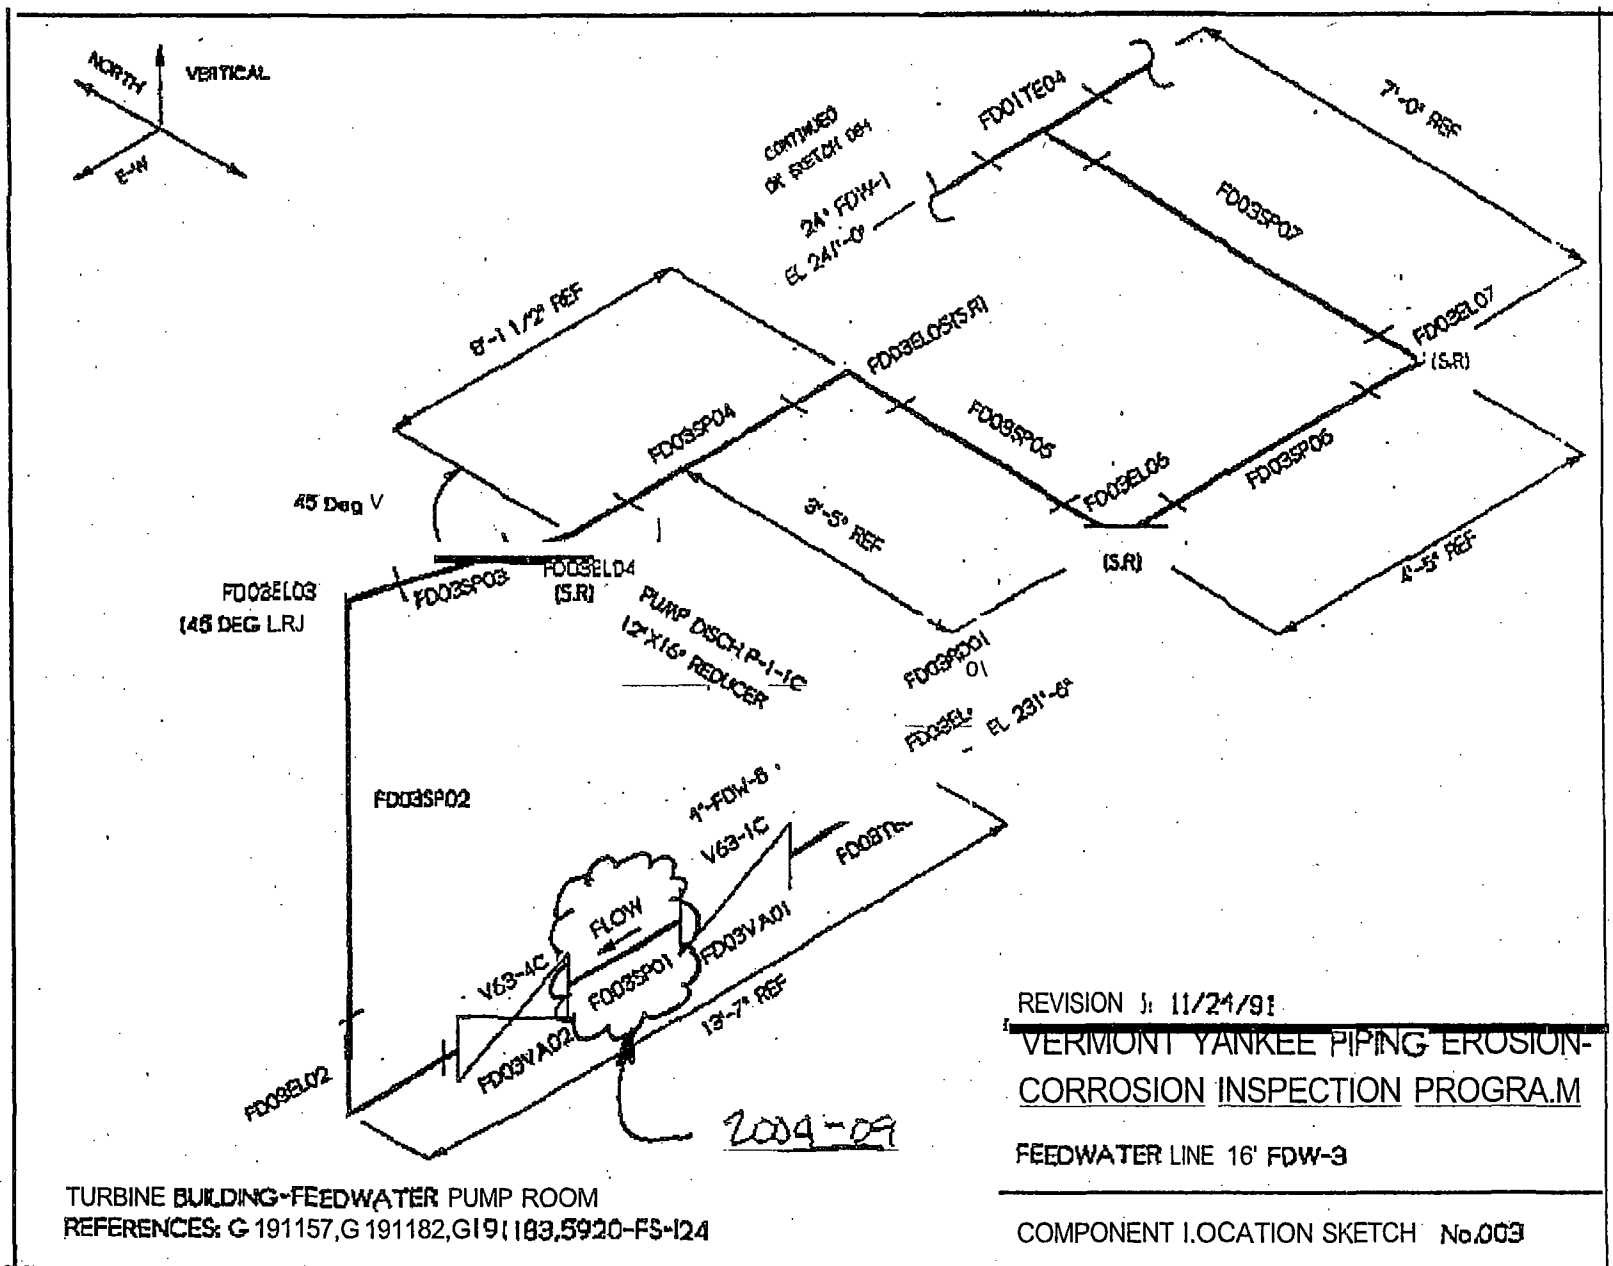 NORTH
VERTICAL
E-W
CONTINUED
ON SKETCH 004
24" FDW-1
EL 241'-0"
FD01TE04
7'-0" REF
FD03SP07
FD03EL07
(S.R)
8'-1 1/2" REF
FD03EL05(S.R)
FD03SP04
FD03SP05
FD03EL06
(S.R)
FD03SP06
45 Deg V
3'-5" REF
4'-5" REF
FD03EL03
(45 DEG L.R)
FD03SP03
FD03EL04
(S.R)
PUMP DISCH P-1-1C
12"X16" REDUCER
FD03RD01
01
FD03EL
EL 231'-6"
FD03SP02
4"-FDW-8
V63-1C
FD03TE
FLOW
FD03SP01
FD03VA01
V63-4C
FD03VA02
13'-7" REF
FD03EL02
2004-09
REVISION 1: 11/24/91
VERMONT YANKEE PIPING EROSION-
CORROSION INSPECTION PROGRA.M
FEEDWATER LINE 16' FDW-3
COMPONENT LOCATION SKETCH No.003
TURBINE BUILDING-FEEDWATER PUMP ROOM
REFERENCES: G 191157,G 191182,G191183,5920-FS-124